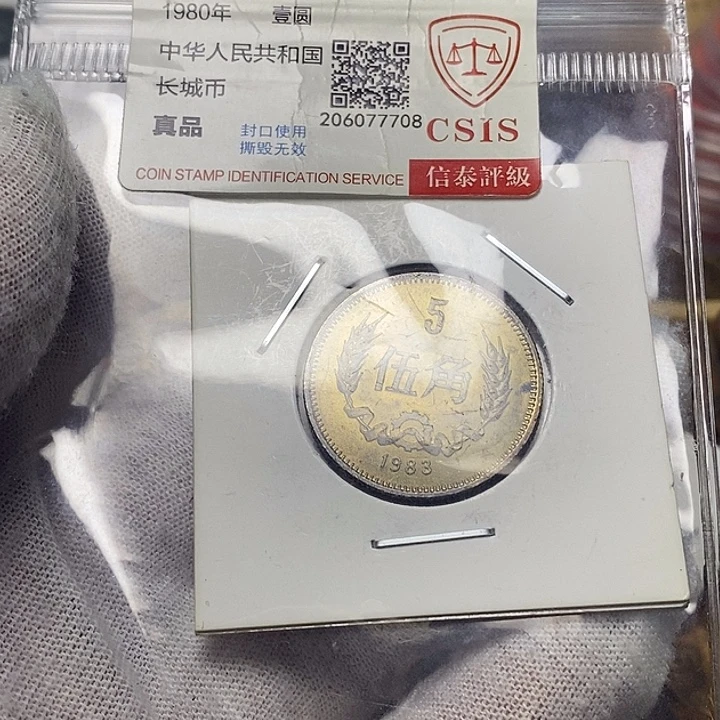 1980年 壹圆
中华人民共和国
长城币
真品
封口使用
撕毁无效
206077708
CSIS
COIN STAMP IDENTIFICATION SERVICE
信泰評級
5
伍角
1983